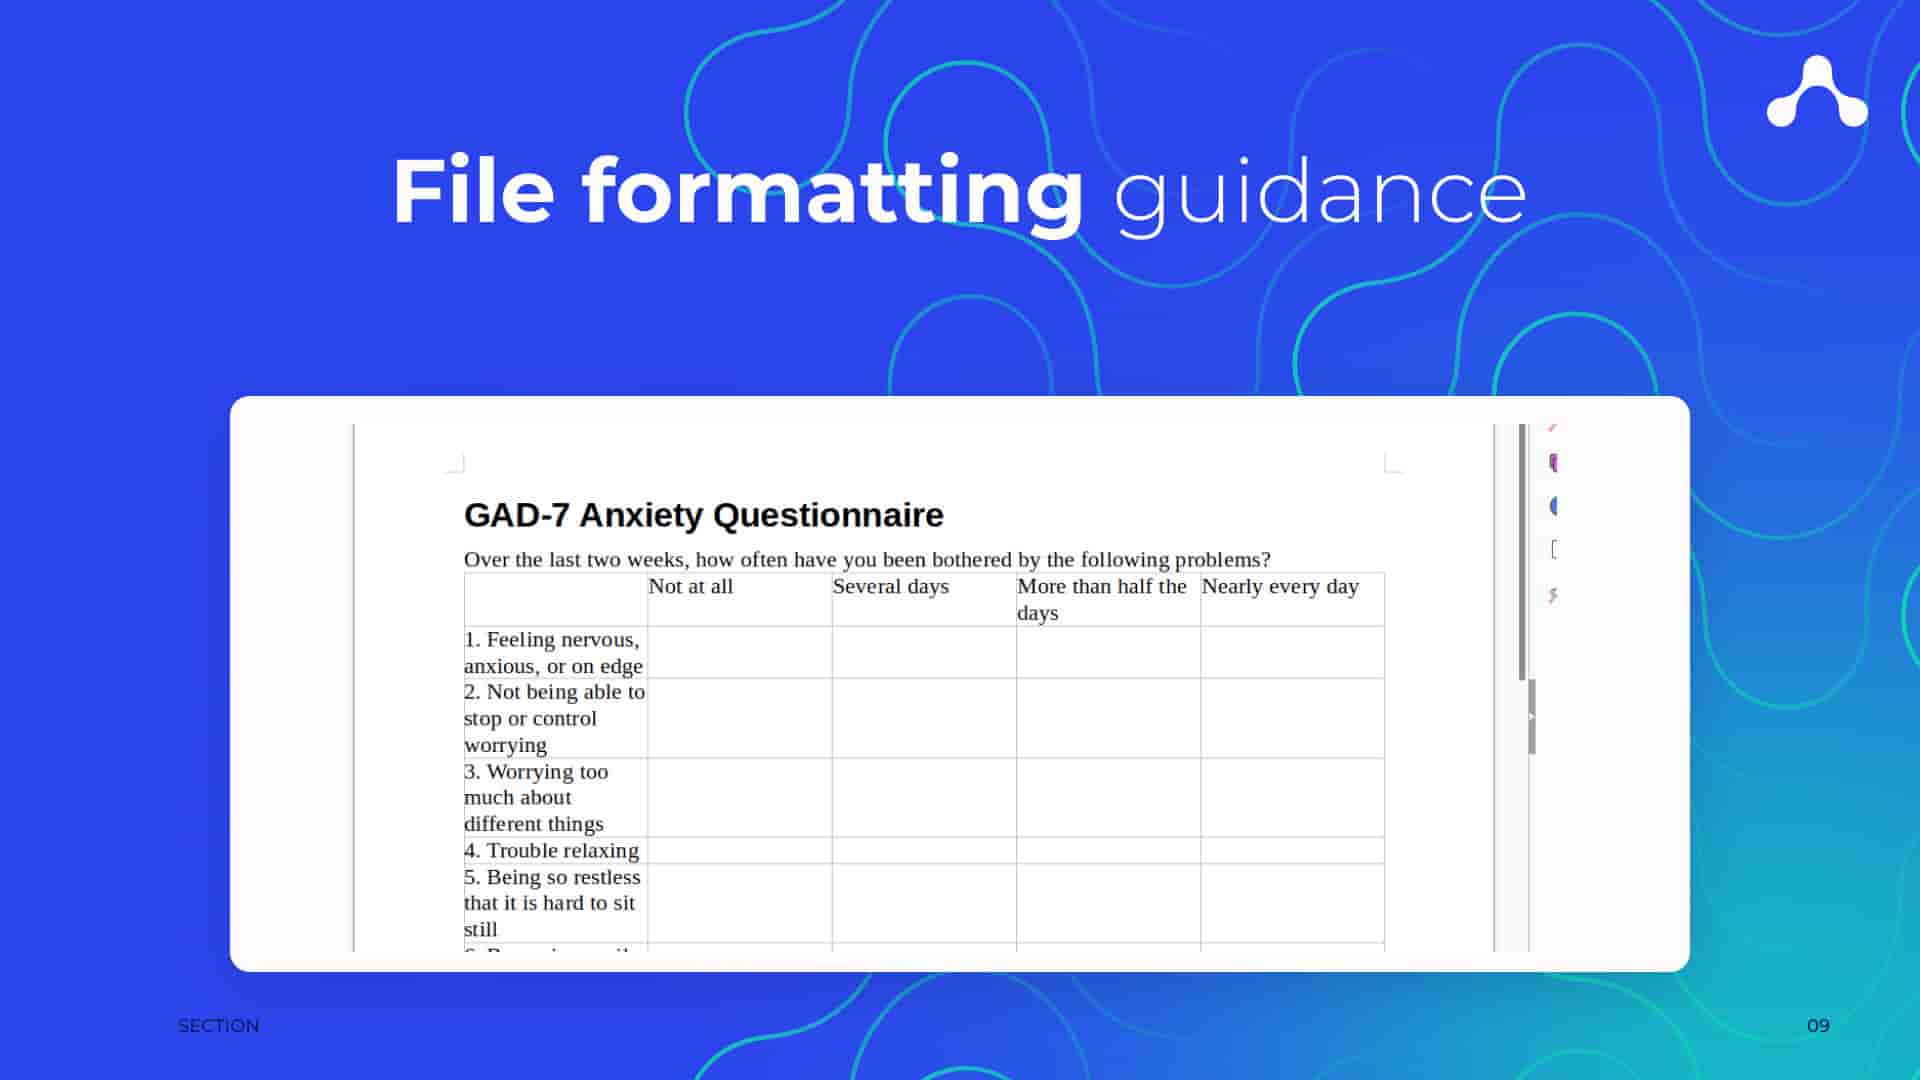 File formatting guidance
GAD-7 Anxiety Questionnaire
Over the last two weeks, how often have you been bothered by the following problems?
Not at all
Several days
More than half the
days
Nearly every day
1. Feeling nervous,
anxious, or on edge
2. Not being able to
stop or control
worrying
3. Worrying too
much about
different things
4. Trouble relaxing
5. Being so restless
that it is hard to sit
still
SECTION
09